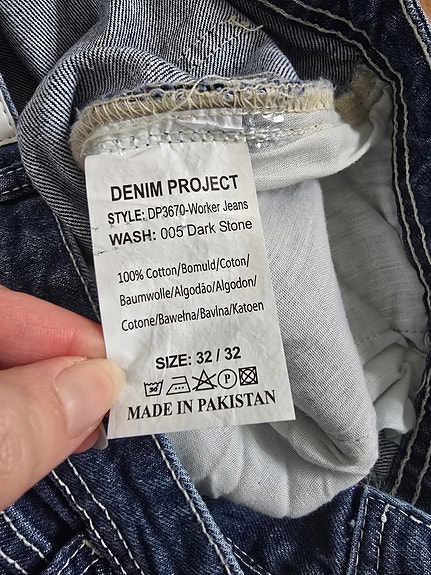 DENIM PROJECT
STYLE: DP3670-Worker Jeans
WASH: 005 Dark Stone
100% Cotton/Bomuld/Coton/
Baumwolle/Algodão/Algodon/
Cotone/Bawełna/Bavlna/Katoen
SIZE: 32 / 32
P
MADE IN PAKISTAN